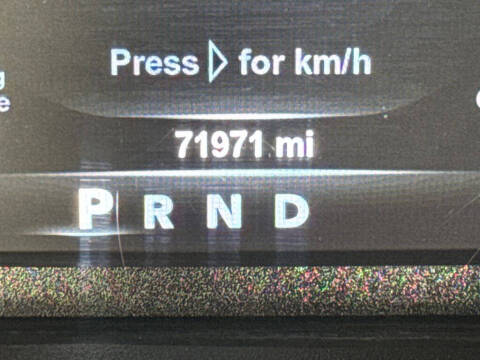 Press ▷ for km/h
g
e
71971 mi
P R N D